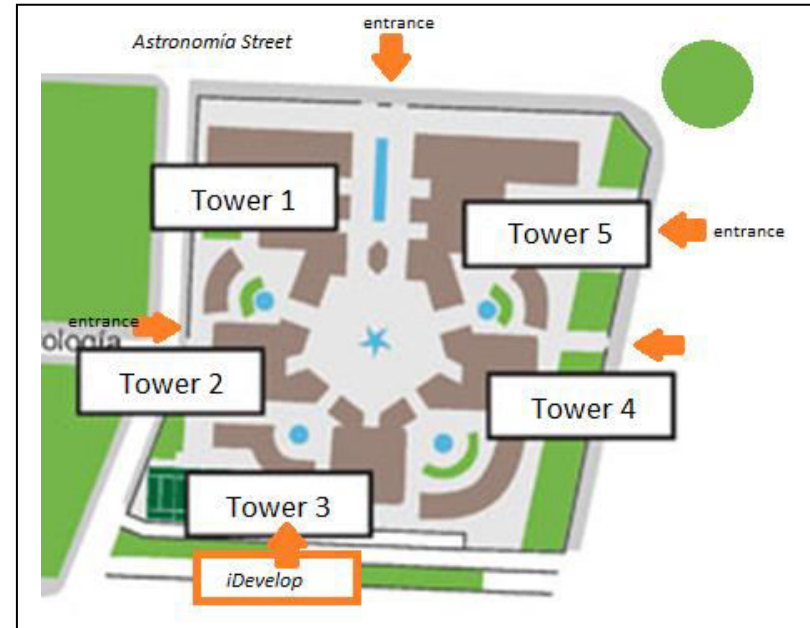 entrance
Astronomía Street
Tower 1
Tower 5
entrance
entrance
ología
Tower 2
Tower 4
Tower 3
iDevelop